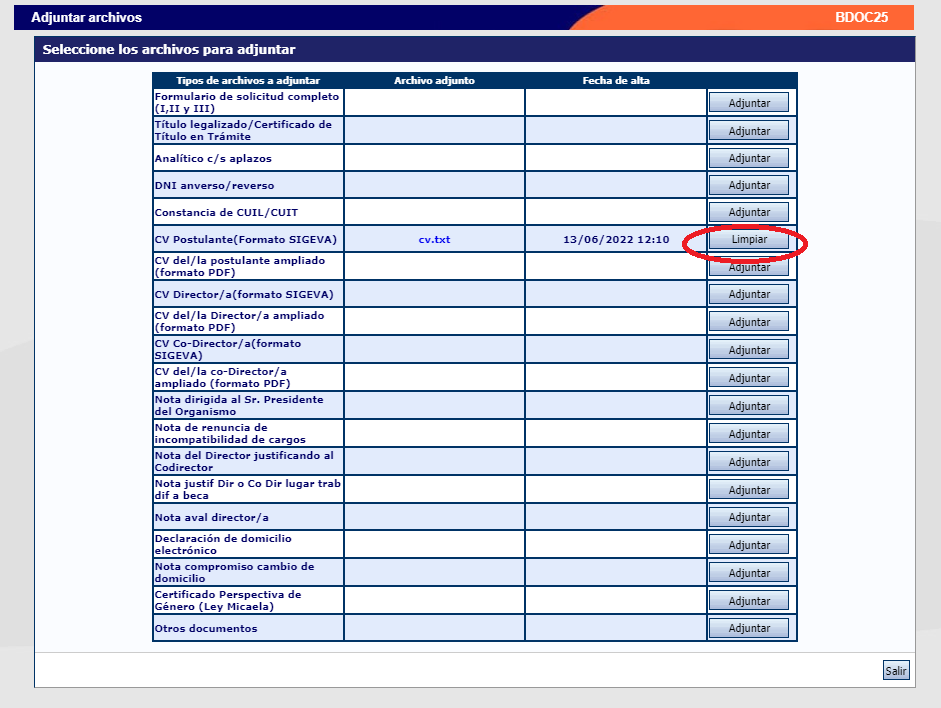 Adjuntar archivos BDOC25
Seleccione los archivos para adjuntar
Tipos de archivos a adjuntar Archivo adjunto Fecha de alta
Formulario de solicitud completo
(I,II y III)
Adjuntar
Título legalizado/Certificado de
Título en Trámite
Adjuntar
Analítico c/s aplazos Adjuntar
DNI anverso/reverso Adjuntar
Constancia de CUIL/CUIT Adjuntar
CV Postulante(Formato SIGEVA) cv.txt 13/06/2022 12:10 Limpiar
CV del/la postulante ampliado
(formato PDF)
Adjuntar
CV Director/a(formato SIGEVA) Adjuntar
CV del/la Director/a ampliado
(formato PDF)
Adjuntar
CV Co-Director/a(formato
SIGEVA)
Adjuntar
CV del/la co-Director/a
ampliado (formato PDF)
Adjuntar
Nota dirigida al Sr. Presidente
del Organismo
Adjuntar
Nota de renuncia de
incompatibilidad de cargos
Adjuntar
Nota del Director justificando al
Codirector
Adjuntar
Nota justif Dir o Co Dir lugar trab
dif a beca
Adjuntar
Nota aval director/a Adjuntar
Declaración de domicilio
electrónico
Adjuntar
Nota compromiso cambio de
domicilio
Adjuntar
Certificado Perspectiva de
Género (Ley Micaela)
Adjuntar
Otros documentos Adjuntar
Salir